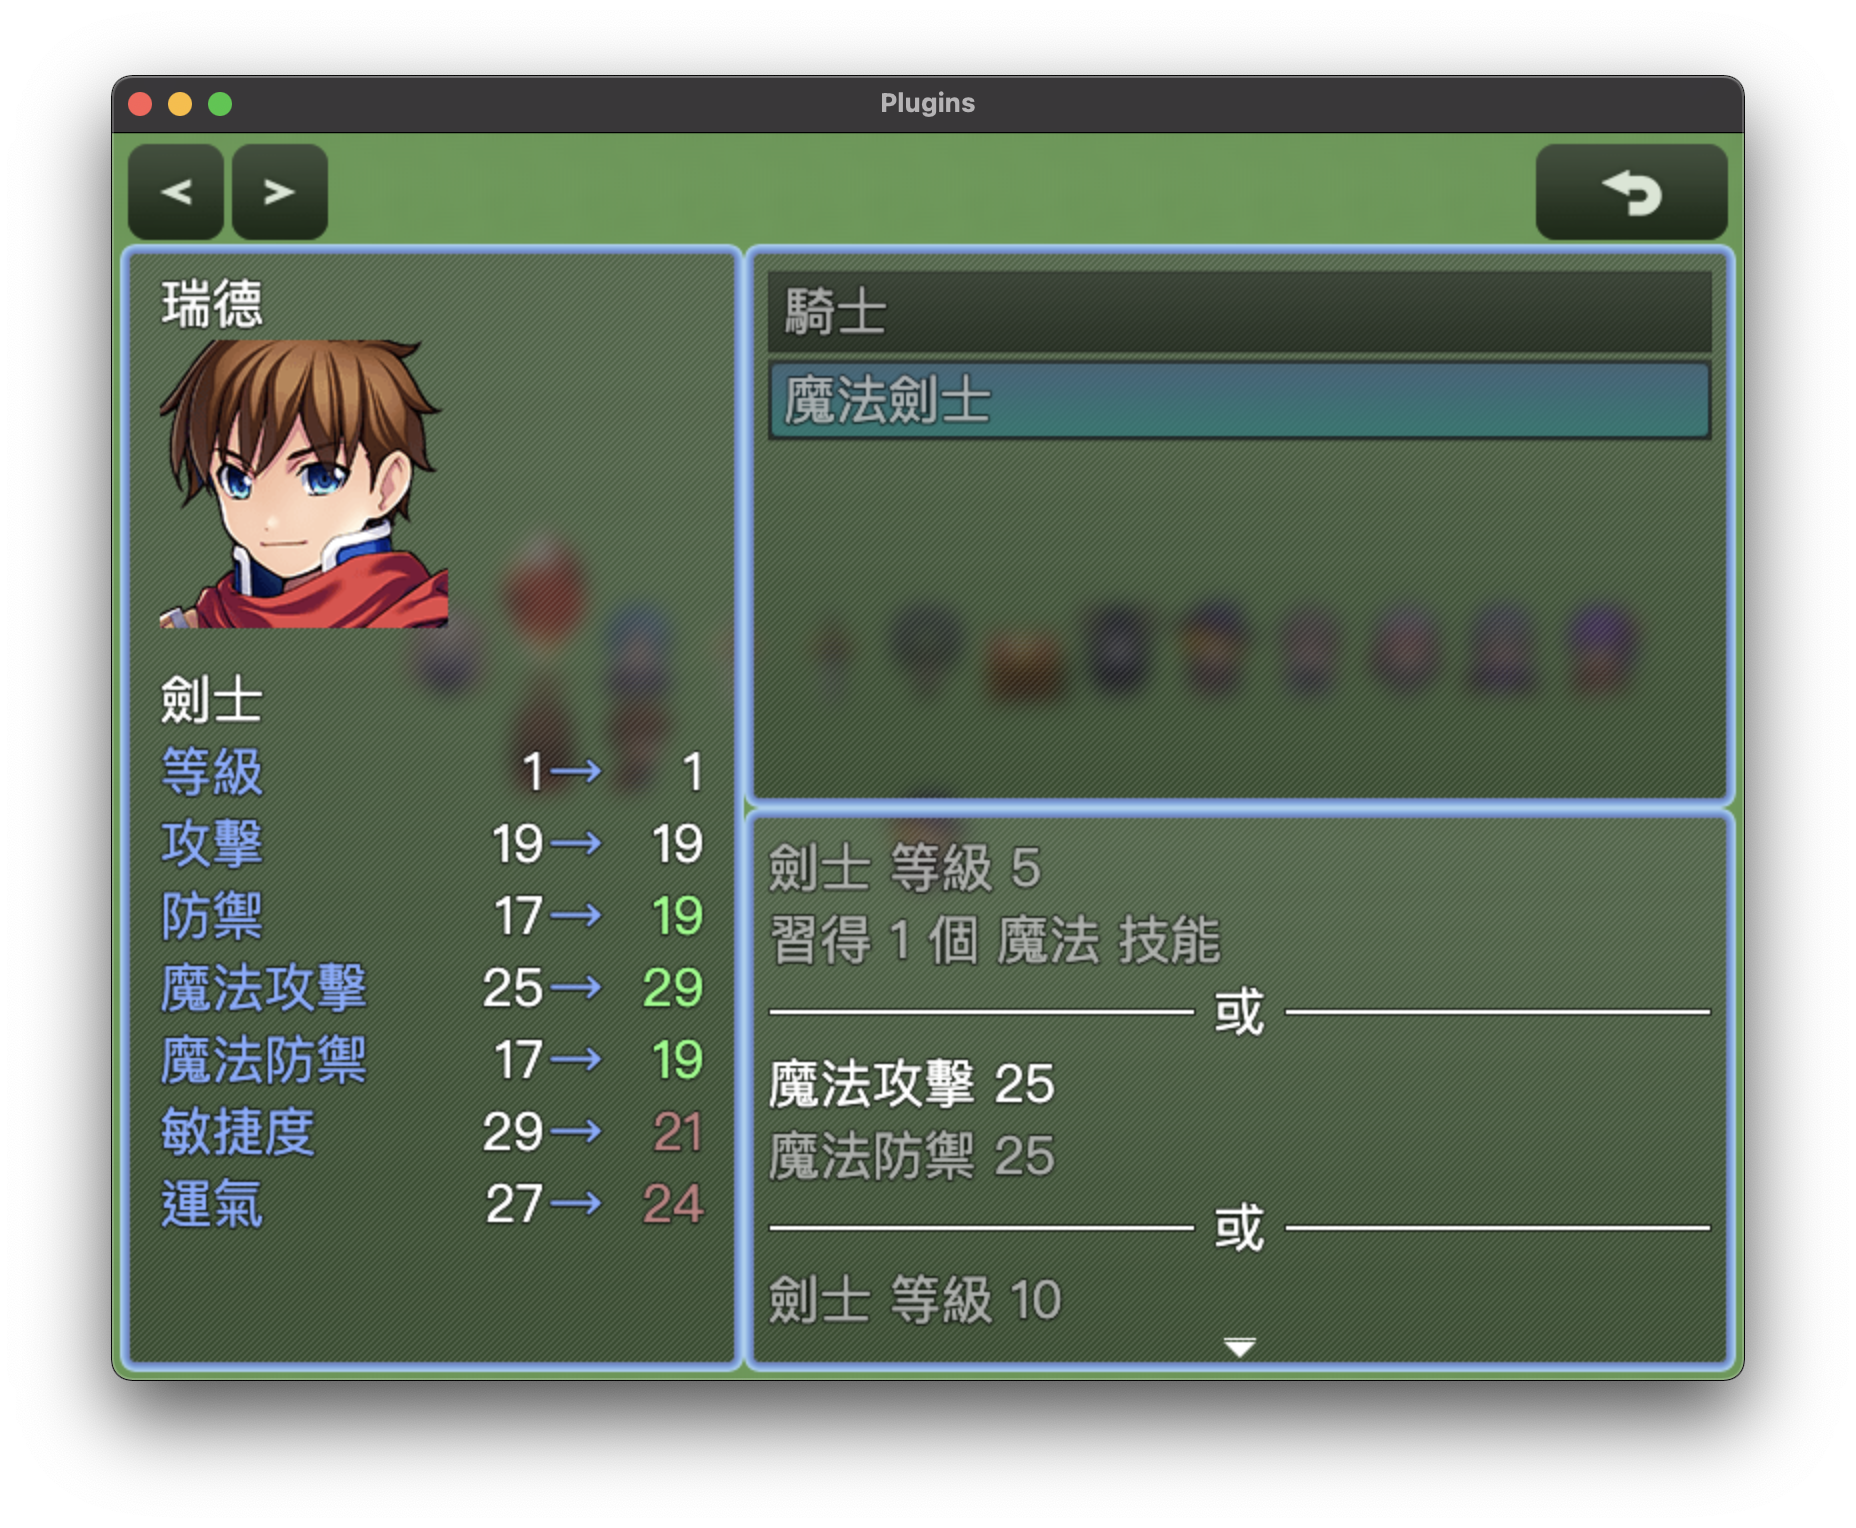 Plugins
< >
瑞德
劍士
等級 1→ 1
攻擊 19→ 19
防禦 17→ 19
魔法攻擊 25→ 29
魔法防禦 17→ 19
敏捷度 29→ 21
運氣 27→ 24
騎士
魔法劍士
劍士 等級 5
習得 1 個 魔法 技能
或
魔法攻擊 25
魔法防禦 25
或
劍士 等級 10